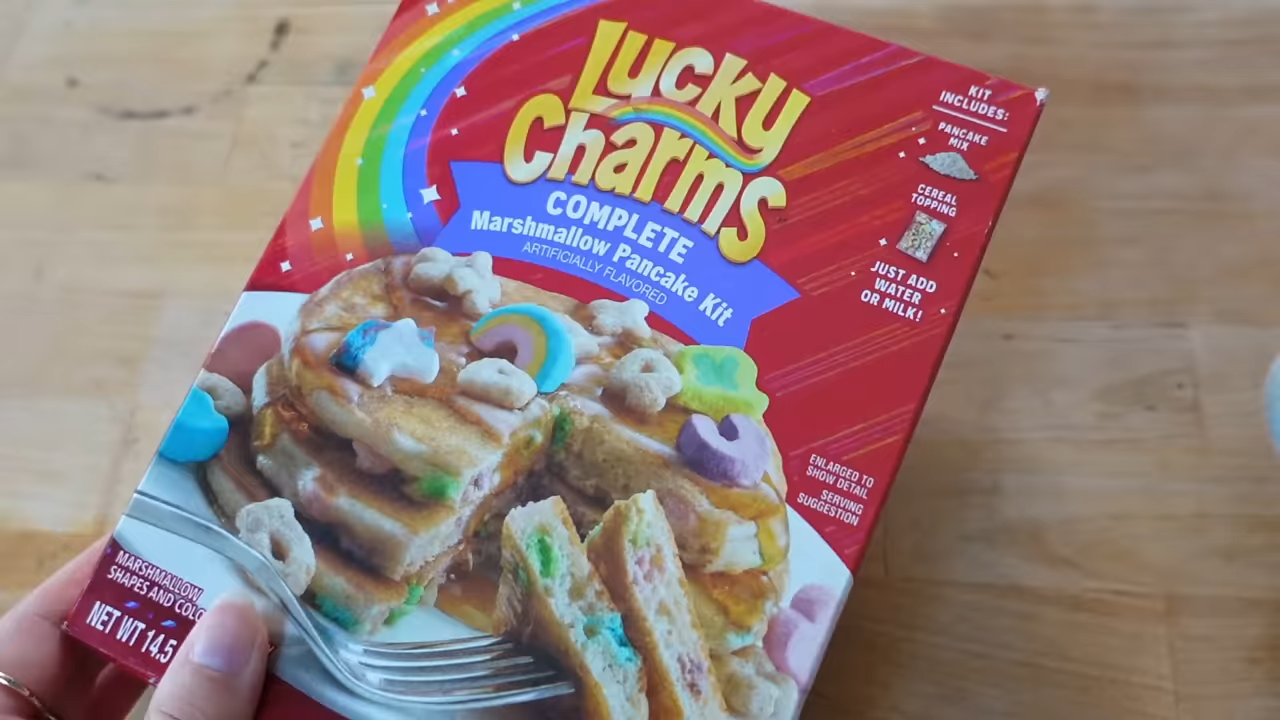 Lucky
Charms
COMPLETE
Marshmallow Pancake Kit
ARTIFICIALLY FLAVORED
KIT
INCLUDES:
PANCAKE
MIX
CEREAL
TOPPING
JUST ADD
WATER
OR MILK!
ENLARGED TO
SHOW DETAIL
SERVING
SUGGESTION
MARSHMALLOW
SHAPES AND
NET WT 14.5